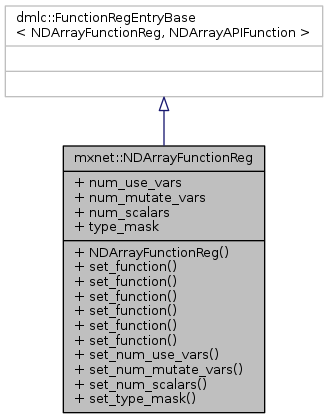 dmlc::FunctionRegEntryBase
< NDArrayFunctionReg, NDArrayAPIFunction >
mxnet::NDArrayFunctionReg
+ num_use_vars
+ num_mutate_vars
+ num_scalars
+ type_mask
+ NDArrayFunctionReg()
+ set_function()
+ set_function()
+ set_function()
+ set_function()
+ set_function()
+ set_function()
+ set_num_use_vars()
+ set_num_mutate_vars()
+ set_num_scalars()
+ set_type_mask()